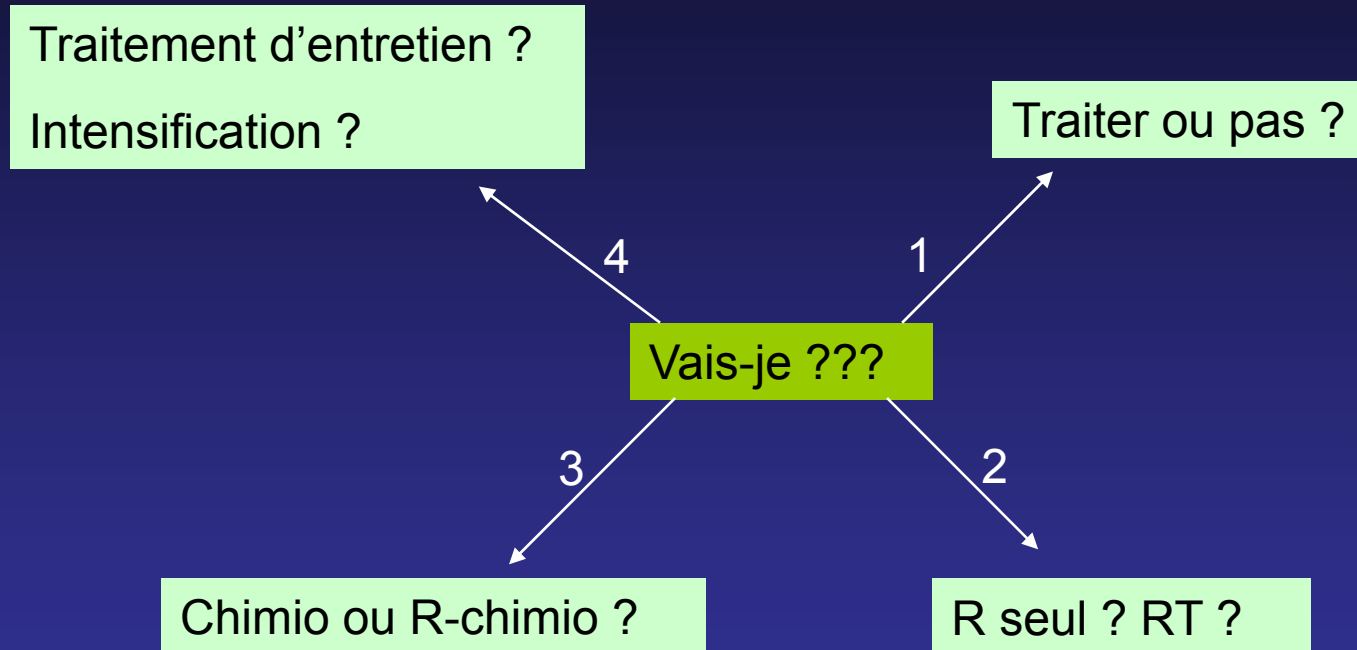 Traitement d’entretien ?
Intensification ?
Traiter ou pas ?
4
1
Vais-je ???
3
2
Chimio ou R-chimio ?
R seul ? RT ?